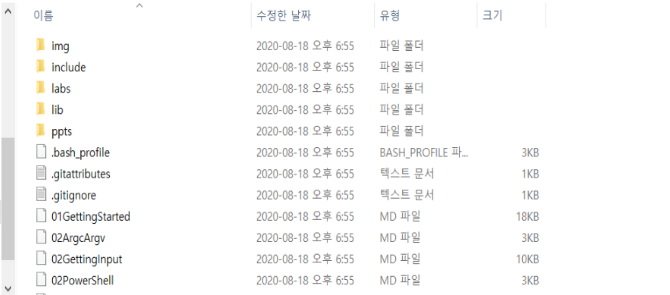 이름 수정한 날짜 유형 크기
img 2020-08-18 오후 6:55 파일 폴더
include 2020-08-18 오후 6:55 파일 폴더
labs 2020-08-18 오후 6:55 파일 폴더
lib 2020-08-18 오후 6:55 파일 폴더
ppts 2020-08-18 오후 6:55 파일 폴더
.bash_profile 2020-08-18 오후 6:55 BASH_PROFILE 파... 3KB
.gitattributes 2020-08-18 오후 6:55 텍스트 문서 1KB
.gitignore 2020-08-18 오후 6:55 텍스트 문서 1KB
01GettingStarted 2020-08-18 오후 6:55 MD 파일 18KB
02ArgcArgv 2020-08-18 오후 6:55 MD 파일 3KB
02GettingInput 2020-08-18 오후 6:55 MD 파일 10KB
02PowerShell 2020-08-18 오후 6:55 MD 파일 3KB